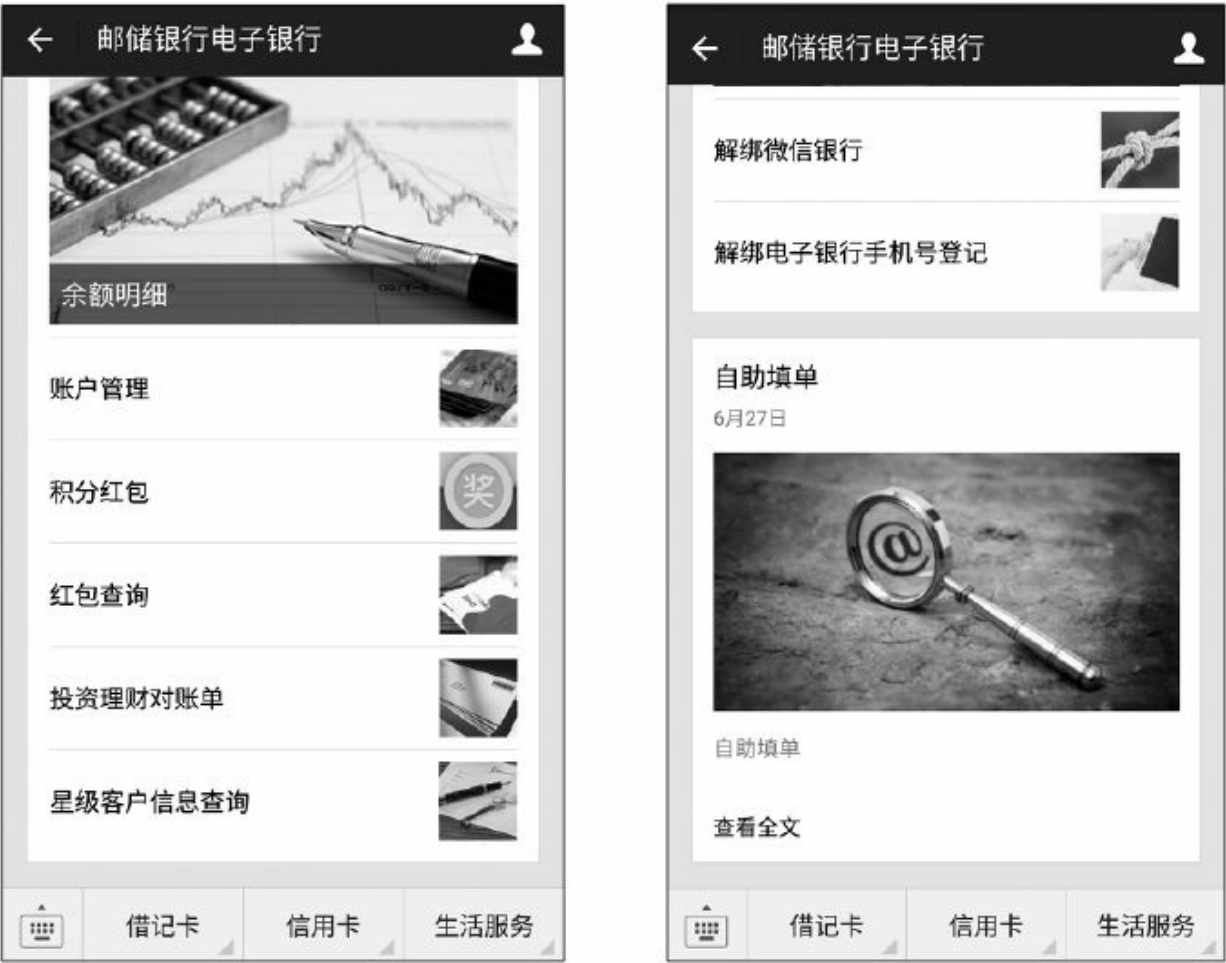 邮储银行电子银行
余额明细
账户管理
积分红包
奖
红包查询
投资理财对账单
星级客户信息查询
借记卡
信用卡
生活服务
邮储银行电子银行
解绑微信银行
解绑电子银行手机号登记
自助填单
6月27日
@
自助填单
查看全文
借记卡
信用卡
生活服务